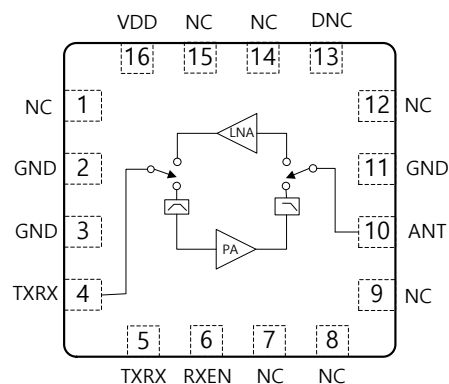 VDD NC NC DNC
16 15 14 13
NC 1 12 NC
LNA
GND 2 11 GND
GND 3 10 ANT
PA
TXRX 4 9 NC
5 6 7 8
TXRX RXEN NC NC